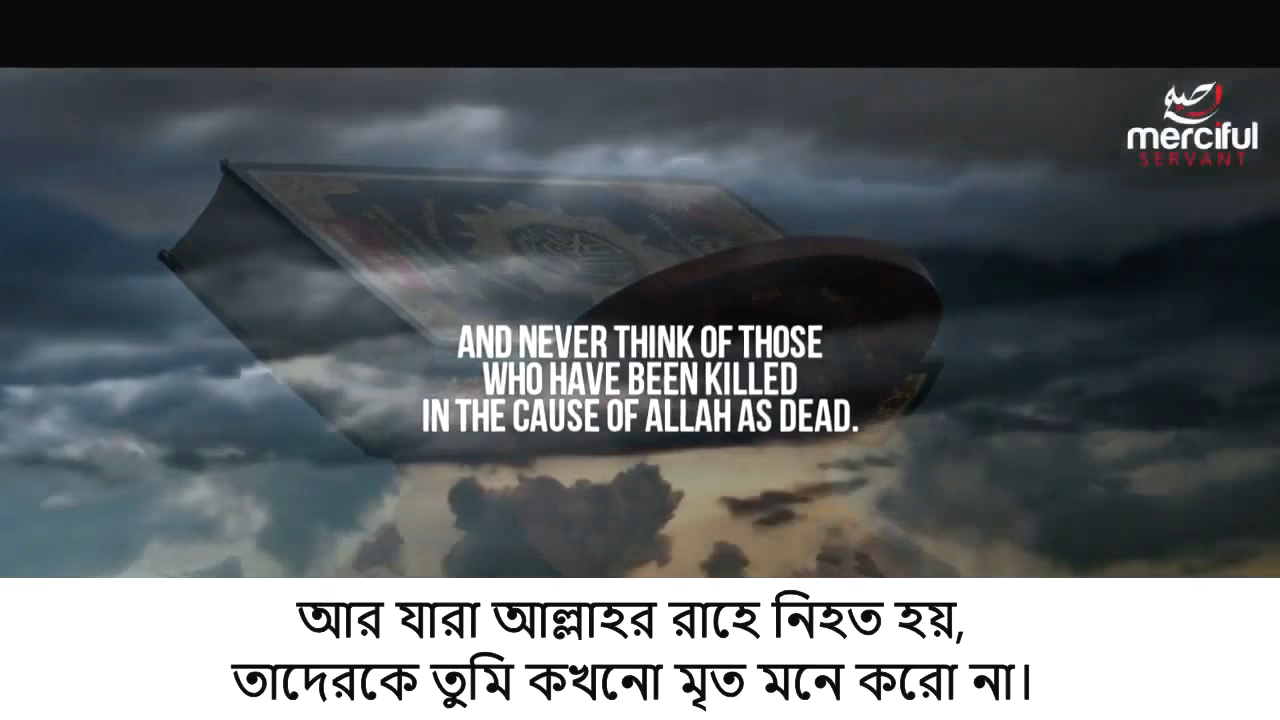 merciful
SERVANT
AND NEVER THINK OF THOSE
WHO HAVE BEEN KILLED
IN THE CAUSE OF ALLAH AS DEAD.
আর যারা আল্লাহর রাহে নিহত হয়,
তাদেরকে তুমি কখনো মৃত মনে করো না।